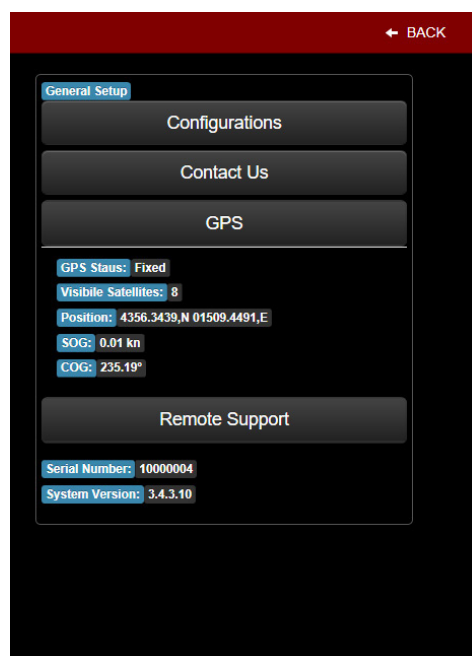 BACK
General Setup
Configurations
Contact Us
GPS
GPS Staus: Fixed
Visibile Satellites: 8
Position: 4356.3439,N 01509.4491,E
SOG: 0.01 kn
COG: 235.19°
Remote Support
Serial Number: 10000004
System Version: 3.4.3.10